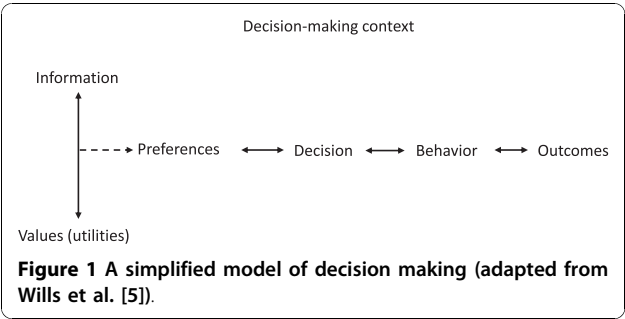 Decision-making context
Information
Preferences Decision Behavior Outcomes
Values (utilities)
Figure 1 A simplified model of decision making (adapted from
Wills et al. [5]).